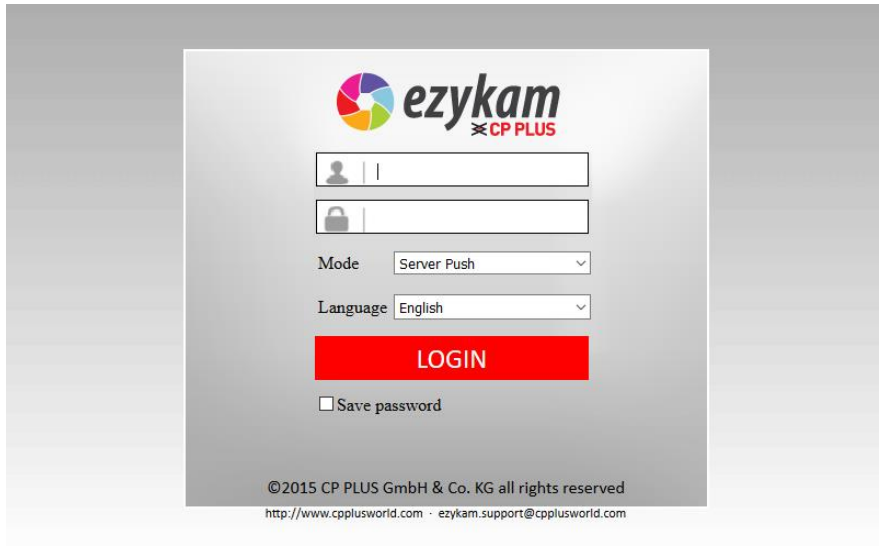 ezykam
CP PLUS
Mode Server Push
Language English
LOGIN
Save password
©2015 CP PLUS GmbH & Co. KG all rights reserved
http://www.cpplusworld.com · ezykam.support@cpplusworld.com